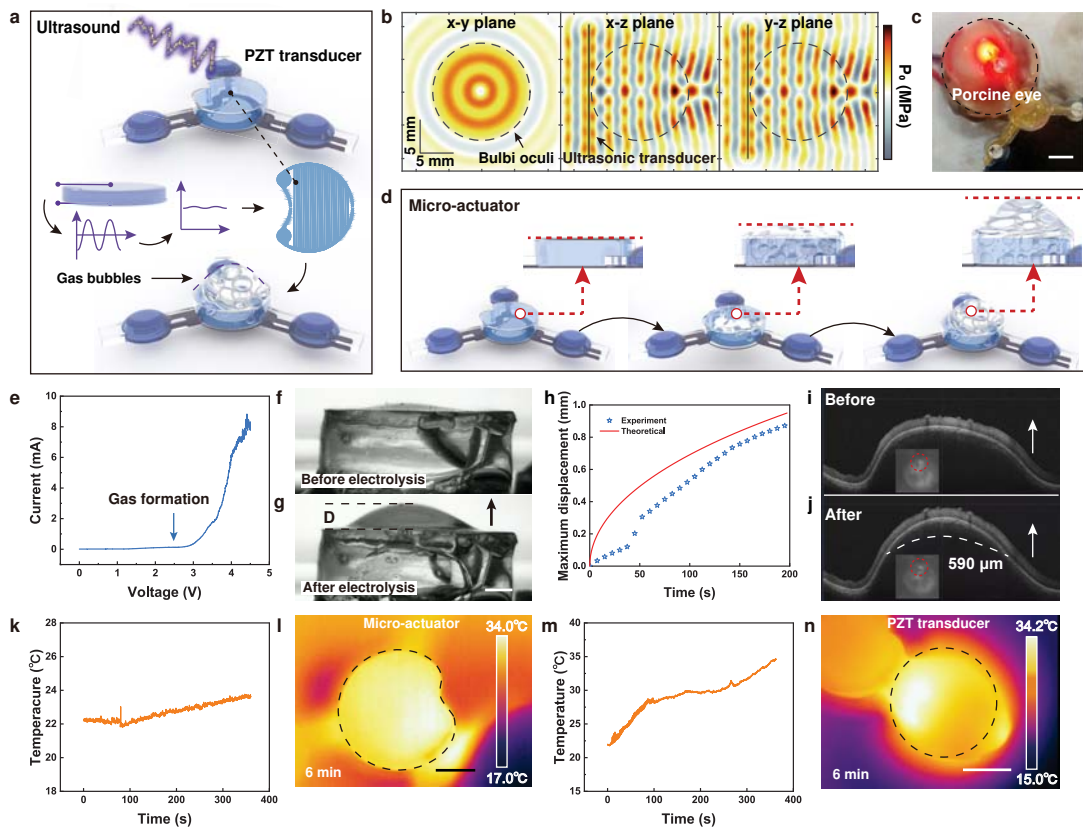 a
Ultrasound
PZT transducer
Gas bubbles
b
x-y plane
x-z plane
y-z plane
5 mm
5 mm
Bulbi oculi
Ultrasonic transducer
P₀ (MPa)
c
Porcine eye
d
Micro-actuator
e
Current (mA)
10
8
6
4
2
0
Gas formation
0
1
2
3
4
5
Voltage (V)
f
Before electrolysis
g
D
After electrolysis
h
Maximum displacement (mm)
1.0
0.8
0.6
0.4
0.2
0.0
Experiment
Theoretical
0
50
100
150
200
Time (s)
i
Before
j
After
590 μm
k
Temperacure (℃)
28
26
24
22
20
18
0
100
200
300
400
Time (s)
l
Micro-actuator
34.0℃
17.0℃
6 min
m
Temperature (℃)
40
35
30
25
20
15
0
100
200
300
400
Time (s)
n
PZT transducer
34.2℃
15.0℃
6 min